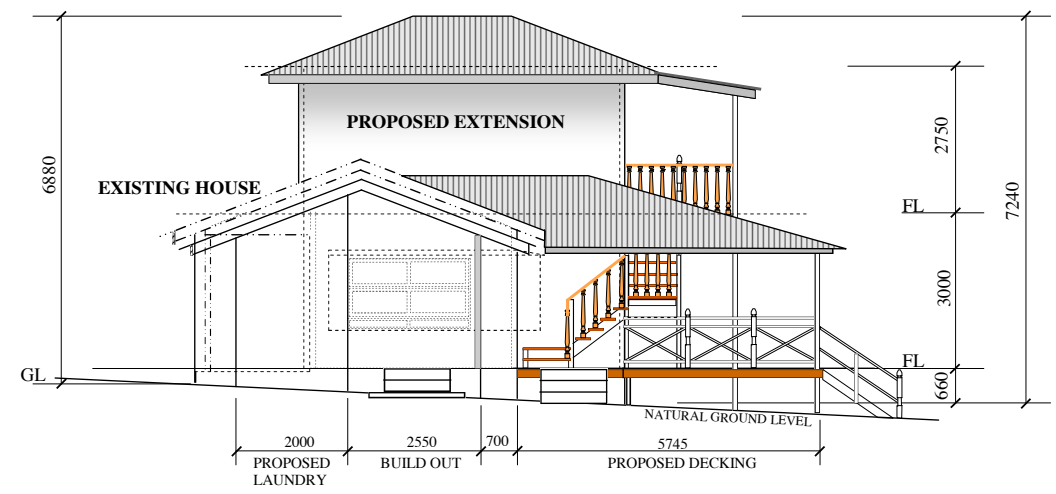 PROPOSED EXTENSION
EXISTING HOUSE
6880
2750
7240
FL
3000
FL
660
GL
NATURAL GROUND LEVEL
2000
2550
700
5745
PROPOSED
LAUNDRY
BUILD OUT
PROPOSED DECKING